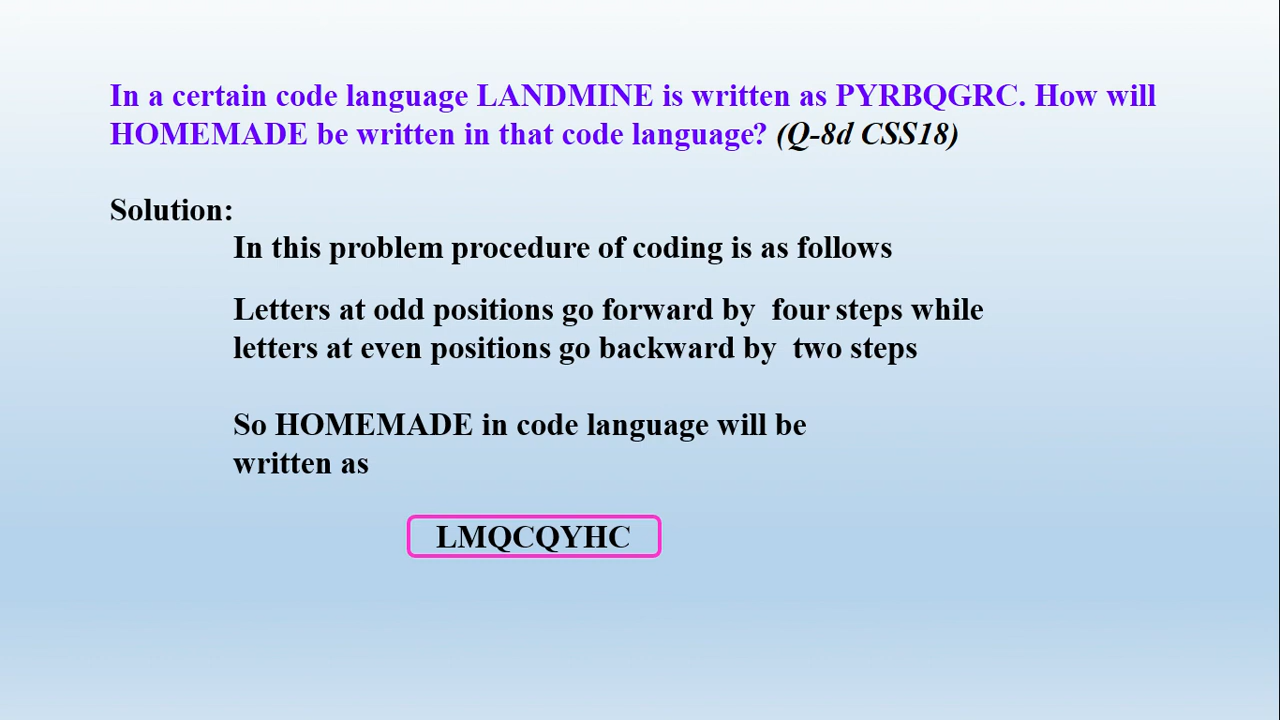 In a certain code language LANDMINE is written as PYRBQGRC. How will
HOMEMADE be written in that code language? (Q-8d CSS18)
Solution:
In this problem procedure of coding is as follows
Letters at odd positions go forward by four steps while
letters at even positions go backward by two steps
So HOMEMADE in code language will be
written as
LMQCQYHC